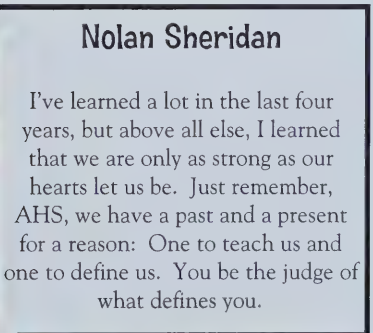 Nolan Sheridan
I've learned a lot in the last four
years, but above all else, I learned
that we are only as strong as our
hearts let us be.  Just remember,
AHS, we have a past and a present
for a reason:  One to teach us and
one to define us.  You be the judge of
what defines you.